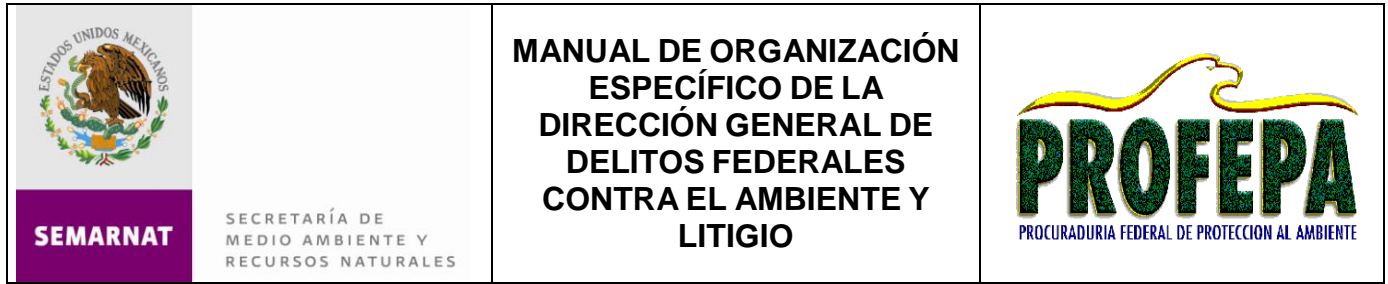 ESTADOS UNIDOS MEXICANOS
SEMARNAT
SECRETARÍA DE
MEDIO AMBIENTE Y
RECURSOS NATURALES
MANUAL DE ORGANIZACIÓN
ESPECÍFICO DE LA
DIRECCIÓN GENERAL DE
DELITOS FEDERALES
CONTRA EL AMBIENTE Y
LITIGIO
PROFEPA
PROCURADURIA FEDERAL DE PROTECCION AL AMBIENTE